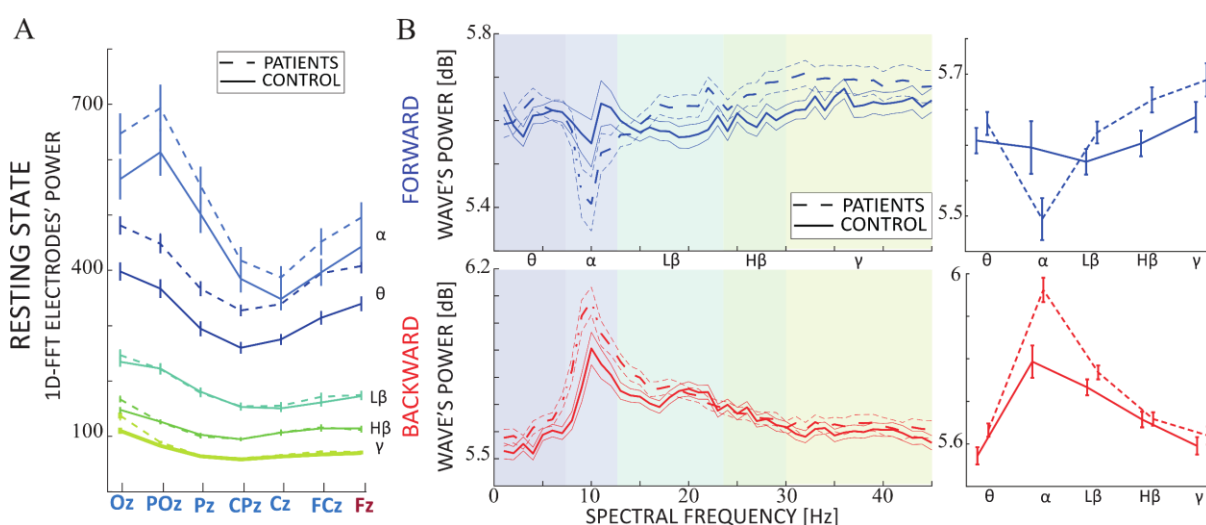 A
RESTING STATE
1D-FFT ELECTRODES' POWER
PATIENTS
CONTROL
700
400
100
α
θ
Lβ
Hβ
γ
Oz POz Pz CPz Cz FCz Fz
B
FORWARD
WAVE'S POWER [dB]
5.8
5.4
PATIENTS
CONTROL
θ α Lβ Hβ γ
5.7
5.5
θ α Lβ Hβ γ
BACKWARD
WAVE'S POWER [dB]
6.2
5.5
0 10 20 30 40
SPECTRAL FREQUENCY [Hz]
6
5.6
θ α Lβ Hβ γ